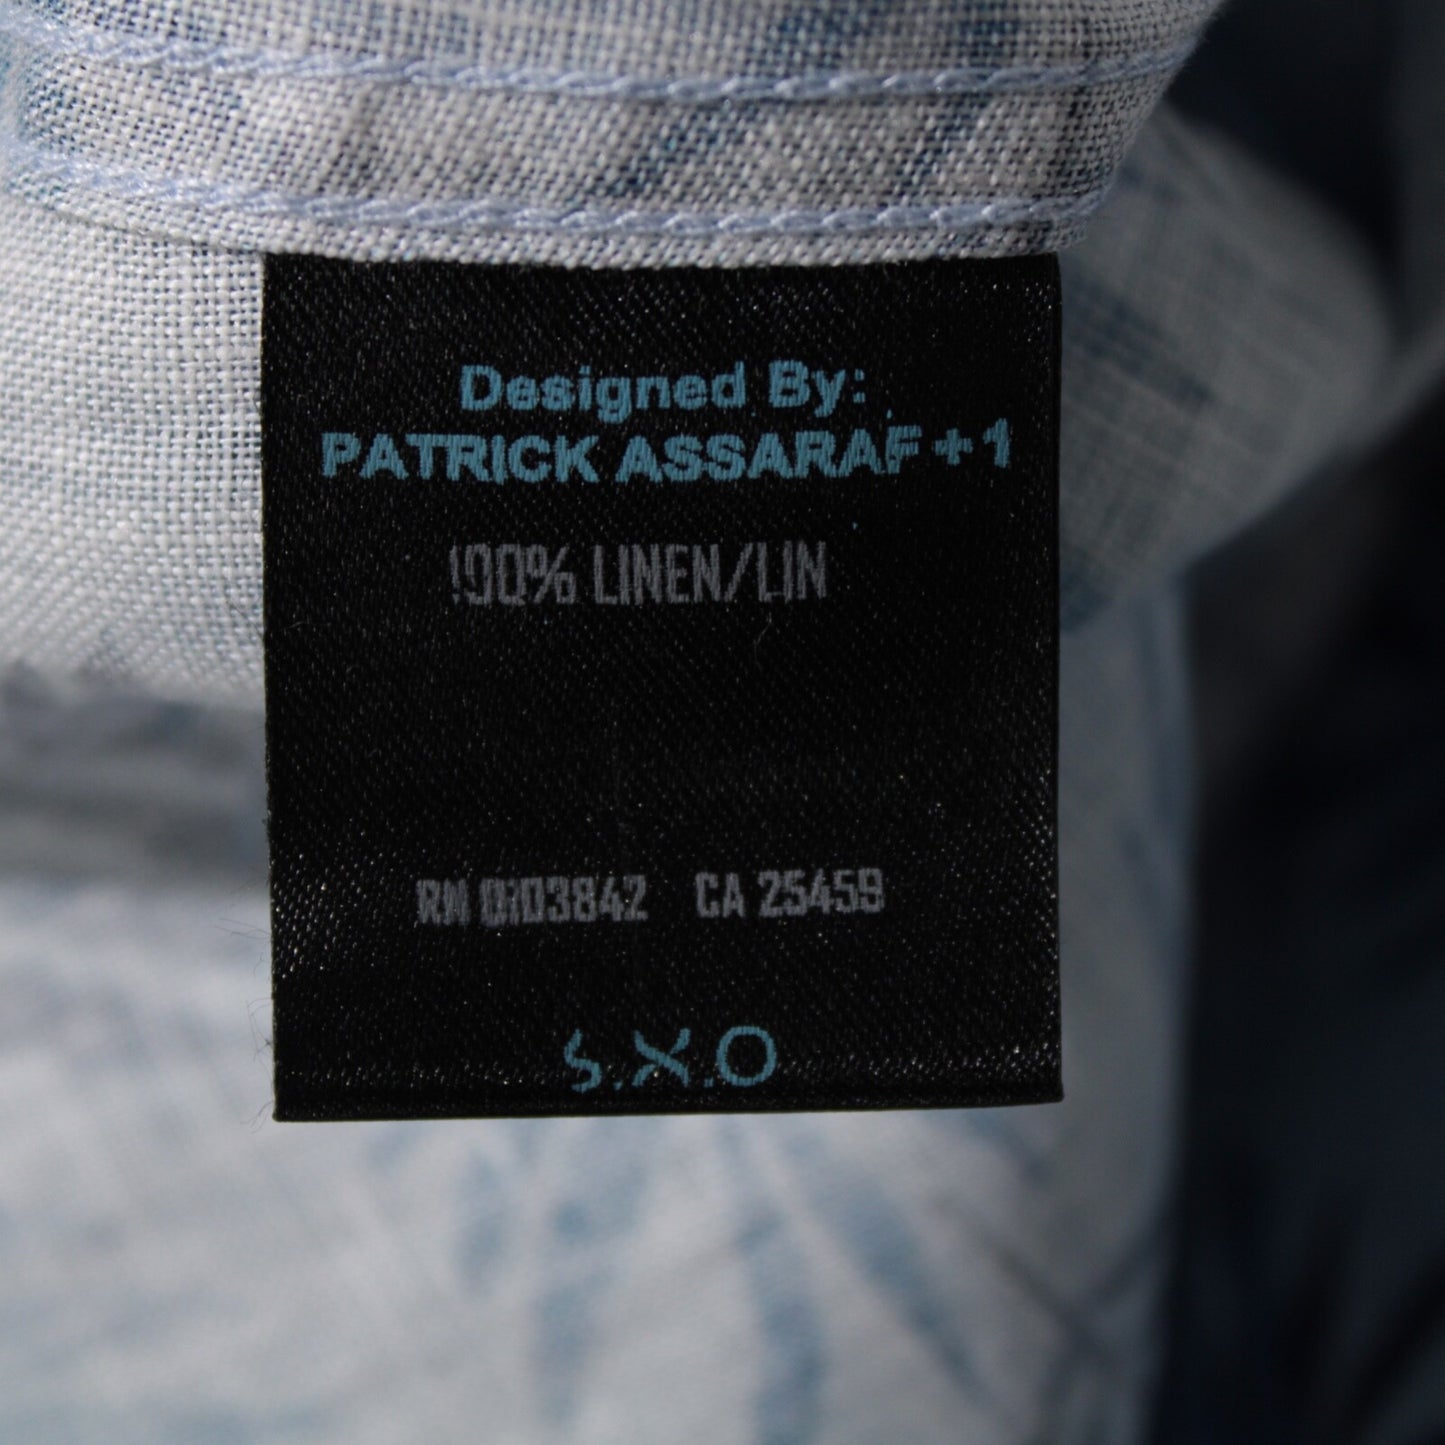 Designed By:
PATRICK ASSARAF + 1
100% LINEN/LIN
RN 0103842 CA 25459
S.X.O